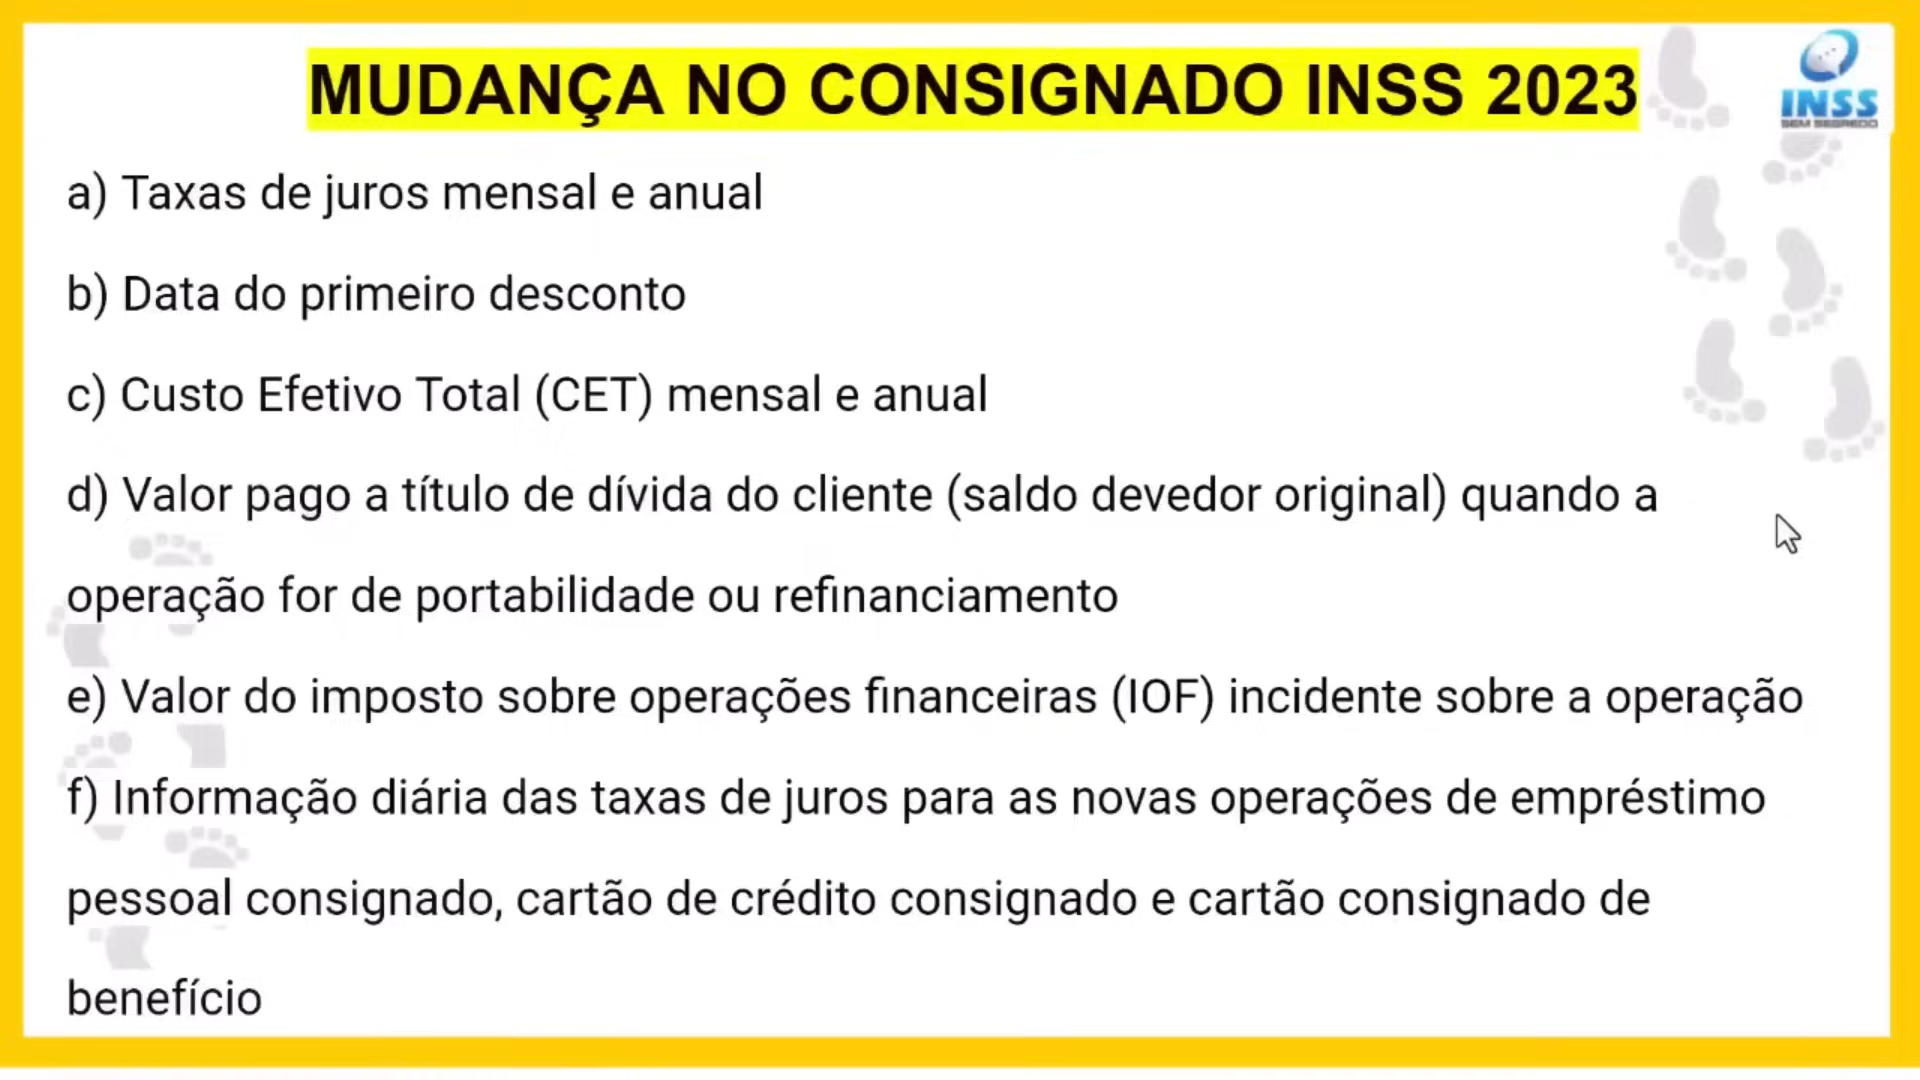 MUDANÇA NO CONSIGNADO INSS 2023
INSS
SEM SEGREDO
a) Taxas de juros mensal e anual
b) Data do primeiro desconto
c) Custo Efetivo Total (CET) mensal e anual
d) Valor pago a título de dívida do cliente (saldo devedor original) quando a
operação for de portabilidade ou refinanciamento
e) Valor do imposto sobre operações financeiras (IOF) incidente sobre a operação
f) Informação diária das taxas de juros para as novas operações de empréstimo
pessoal consignado, cartão de crédito consignado e cartão consignado de
benefício